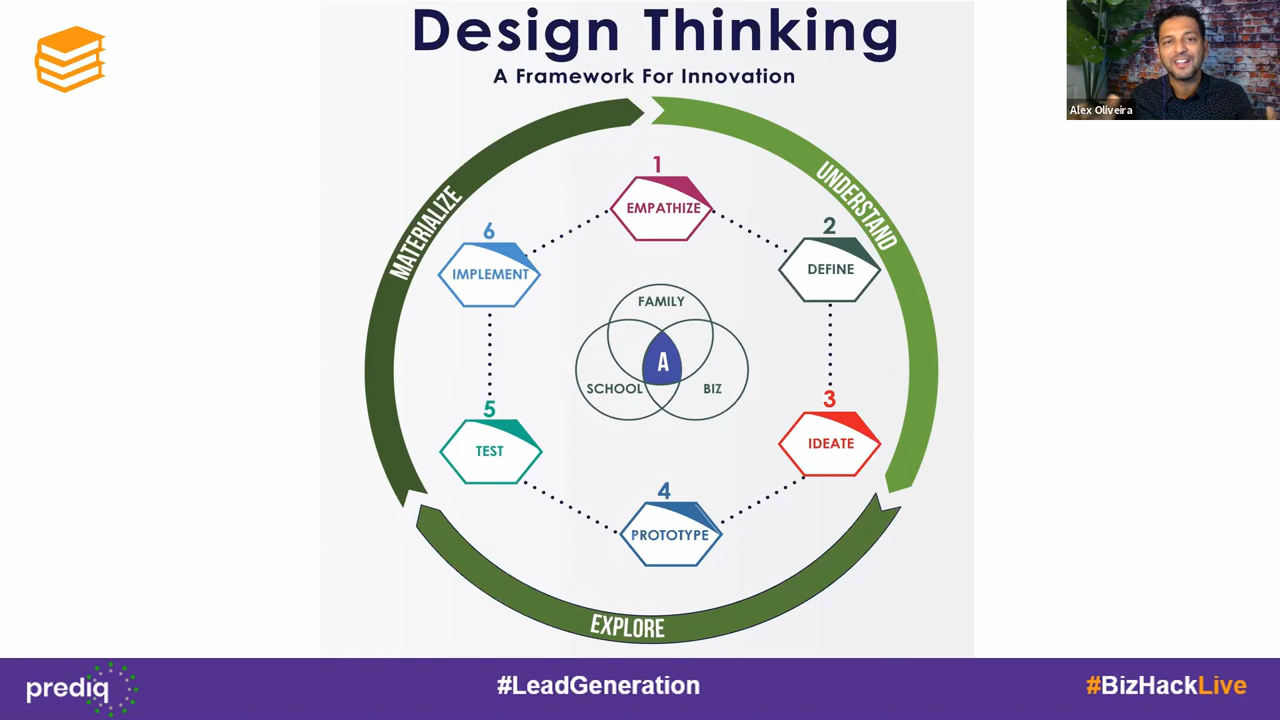 Design Thinking
A Framework For Innovation
Alex Oliveira
MATERIALIZE
UNDERSTAND
EXPLORE
1
EMPATHIZE
2
DEFINE
3
IDEATE
4
PROTOTYPE
5
TEST
6
IMPLEMENT
FAMILY
A
SCHOOL
BIZ
prediq
#LeadGeneration
#BizHackLive